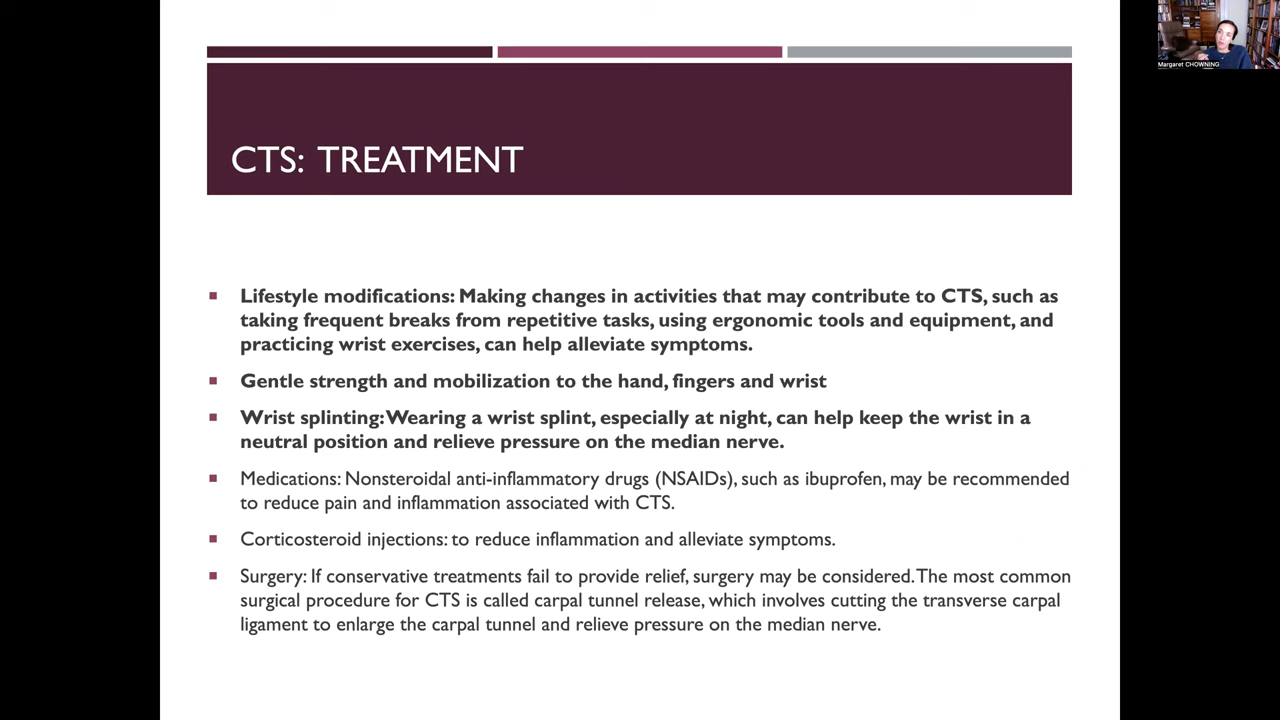 Margaret CHOWNING
CTS: TREATMENT
Lifestyle modifications: Making changes in activities that may contribute to CTS, such as
taking frequent breaks from repetitive tasks, using ergonomic tools and equipment, and
practicing wrist exercises, can help alleviate symptoms.
Gentle strength and mobilization to the hand, fingers and wrist
Wrist splinting: Wearing a wrist splint, especially at night, can help keep the wrist in a
neutral position and relieve pressure on the median nerve.
Medications: Nonsteroidal anti-inflammatory drugs (NSAIDs), such as ibuprofen, may be recommended
to reduce pain and inflammation associated with CTS.
Corticosteroid injections: to reduce inflammation and alleviate symptoms.
Surgery: If conservative treatments fail to provide relief, surgery may be considered. The most common
surgical procedure for CTS is called carpal tunnel release, which involves cutting the transverse carpal
ligament to enlarge the carpal tunnel and relieve pressure on the median nerve.